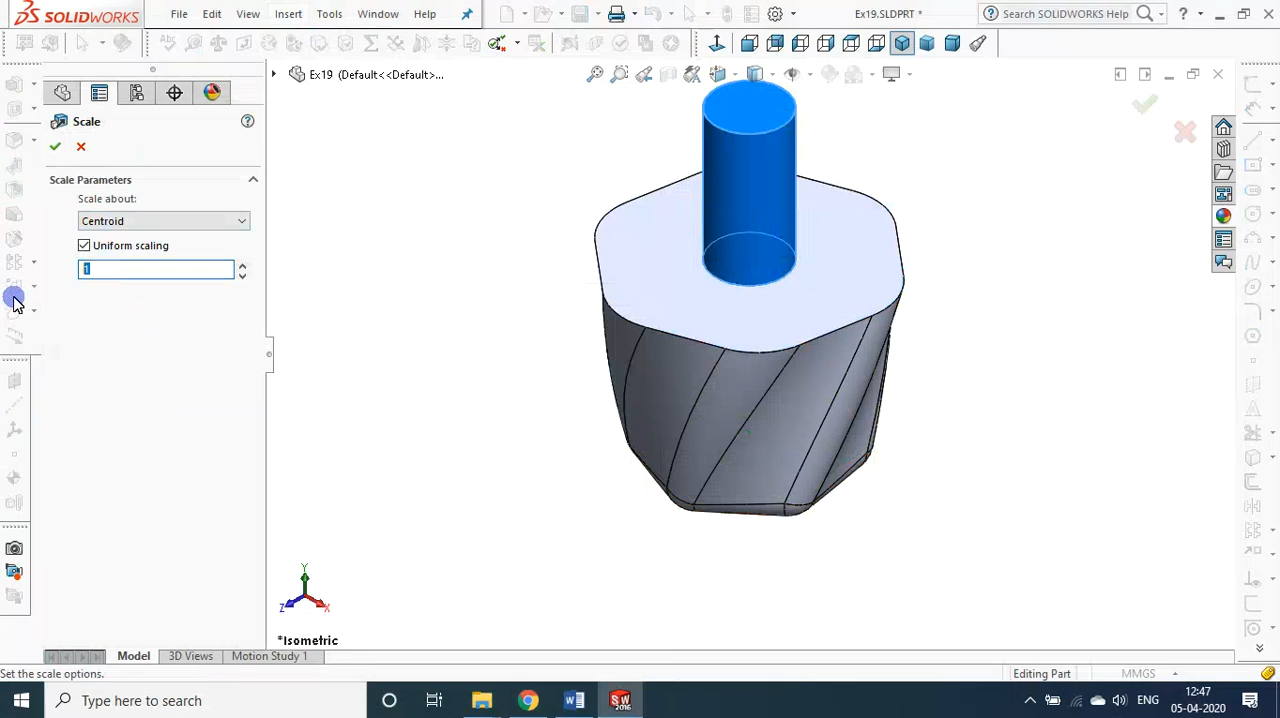 SOLIDWORKS File Edit View Insert Tools Window Help Ex19.SLDPRT * Search SOLIDWORKS Help ?
Ex19 (Default<<Default>...
Scale ?
Scale Parameters
Scale about:
Centroid
Uniform scaling
1
Y
Z X
*Isometric
Model 3D Views Motion Study 1
Set the scale options. Editing Part MMGS
Type here to search W SW 2016 ENG 12:47
05-04-2020